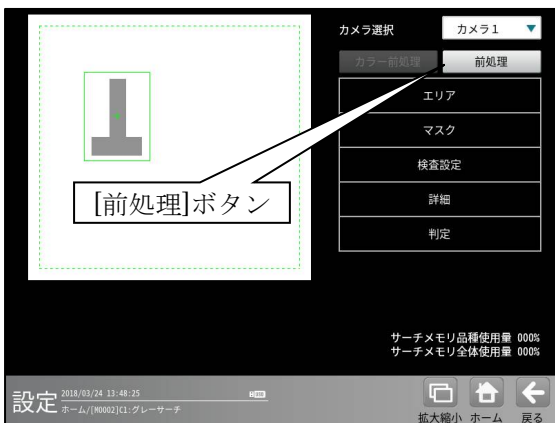 カメラ選択
カメラ１
カラー前処理
前処理
エリア
マスク
検査設定
[前処理]ボタン
詳細
判定
サーチメモリ品種使用量 000%
サーチメモリ全体使用量 000%
設定
2018/03/24 13:48:25
ホーム/[M0002]C1:グレーサーチ
拡大縮小
ホーム
戻る